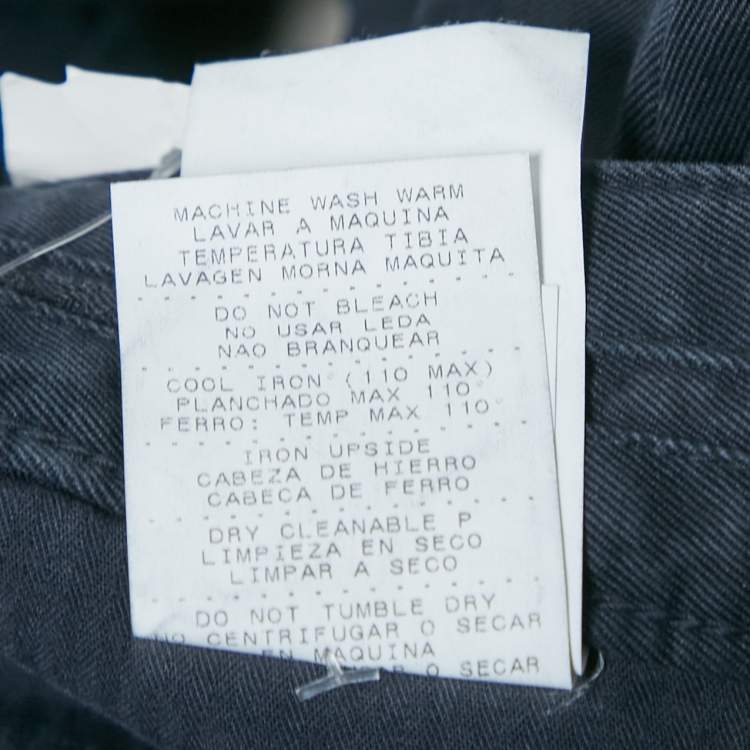 MACHINE WASH WARM
LAVAR A MAQUINA
TEMPERATURA TIBIA
LAVAGEN MORNA MAQUITA
- - - - - - - - - - - - - -
DO NOT BLEACH
NO USAR LEDA
NAO BRANQUEAR
- - - - - - - - - - - - - -
COOL IRON (110 MAX)
PLANCHADO MAX 110°
FERRO: TEMP MAX 110°
- - - - - - - - - - - - - -
IRON UPSIDE
CABEZA DE HIERRO
CABECA DE FERRO
- - - - - - - - - - - - - -
DRY CLEANABLE P
LIMPIEZA EN SECO
LIMPAR A SECO
- - - - - - - - - - - - - -
DO NOT TUMBLE DRY
NO CENTRIFUGAR O SECAR
EN MAQUINA
O SECAR